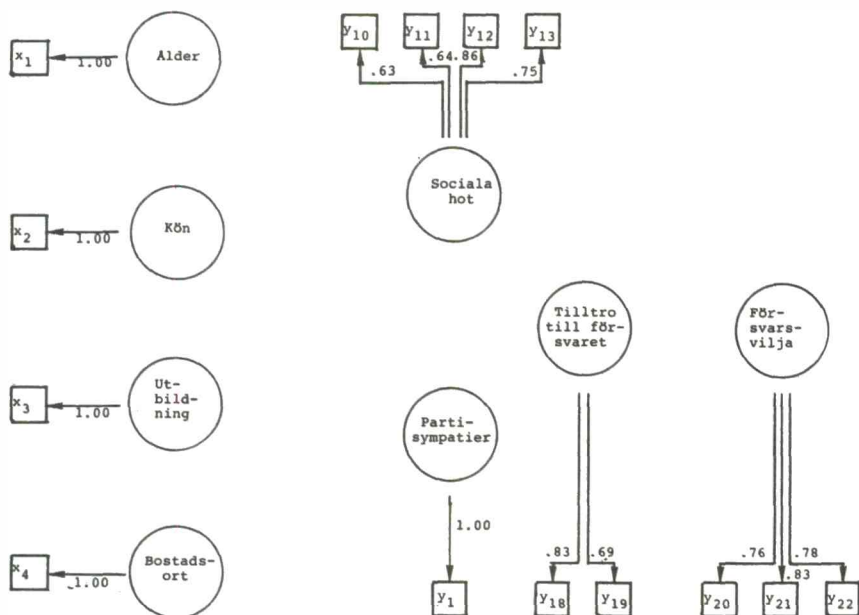 y10 y11 y12 y13
x1 1.00 Ålder
.63 .64 .86 .75
Sociala
hot
x2 1.00 Kön
Tilltro
till för-
svaret
För-
svars-
vilja
x3 1.00 Ut-
bild-
ning
Parti-
sympatier
1.00
x4 1.00 Bostads-
ort
.83 .69 .76 .83 .78
y1 y18 y19 y20 y21 y22